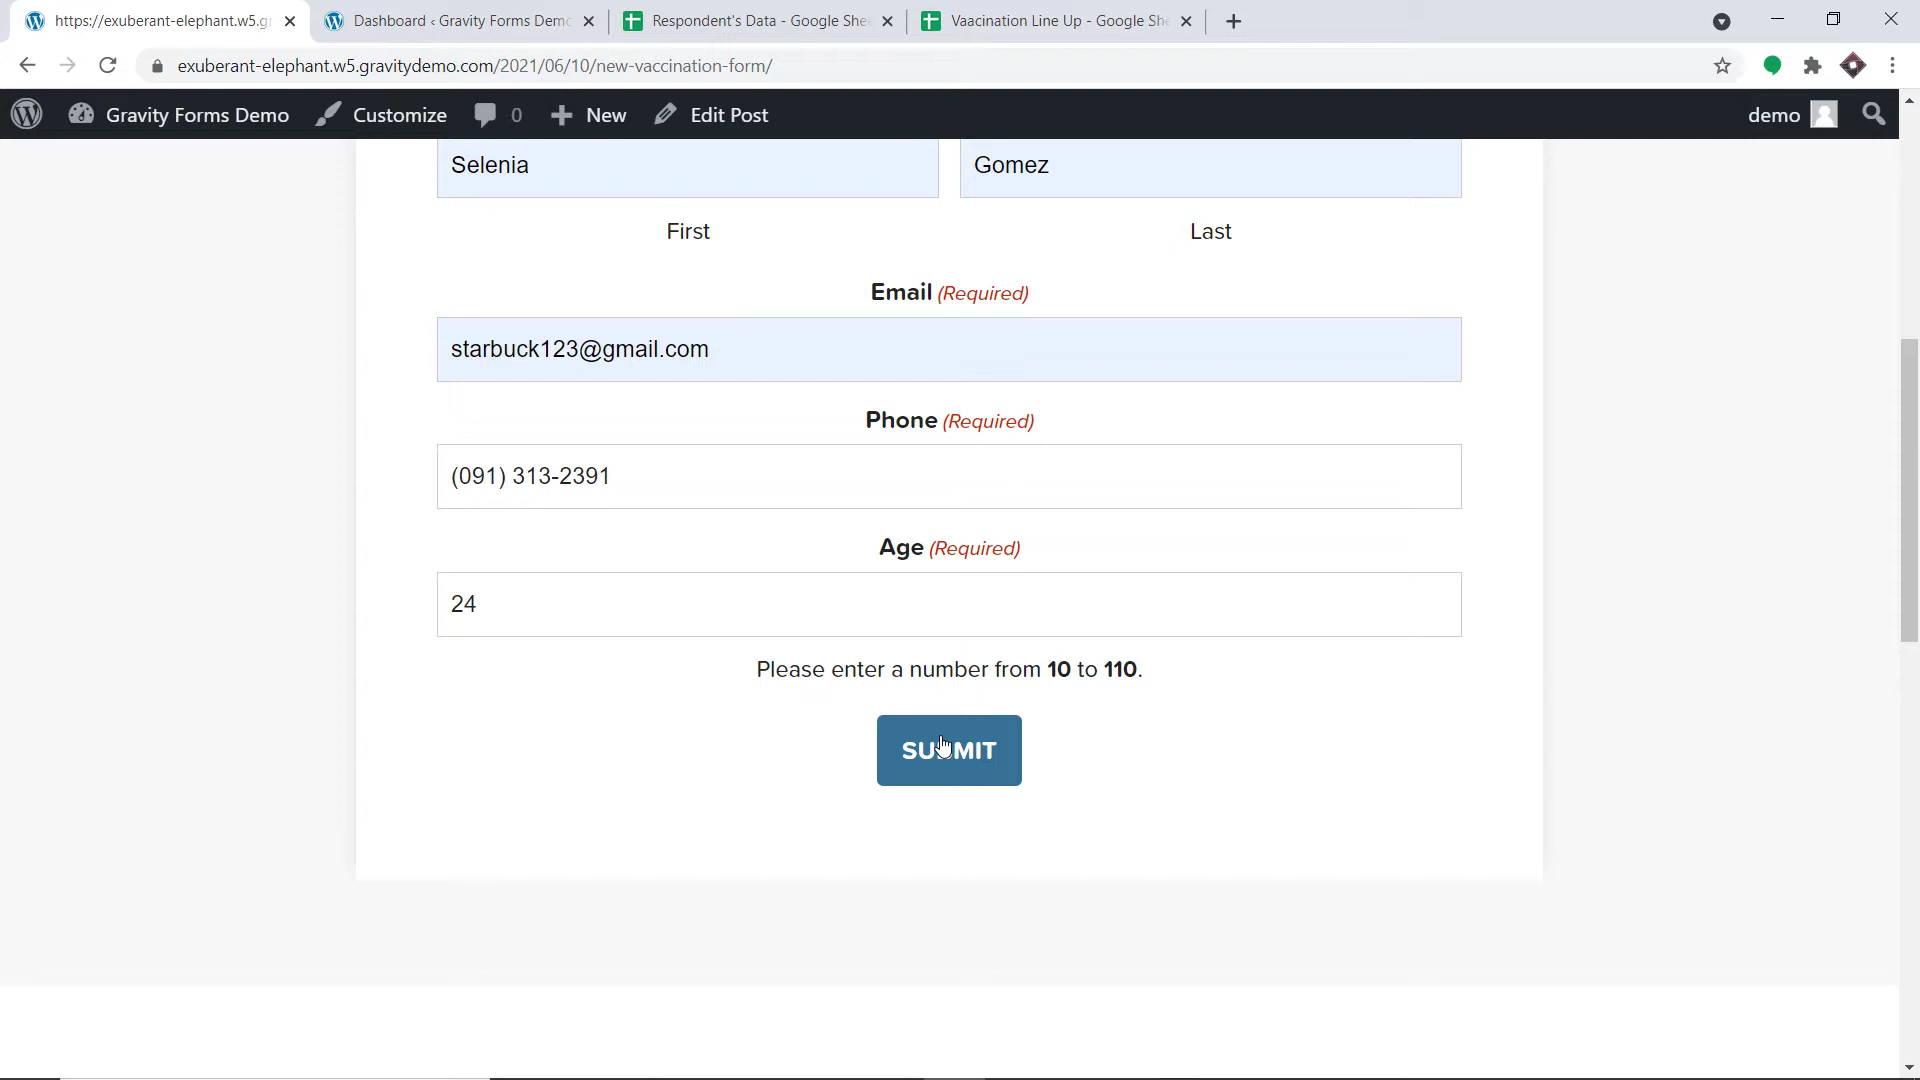 https://exuberant-elephant.w5.g
Dashboard ‹ Gravity Forms Demo
Respondent's Data - Google Shee
Vaacination Line Up - Google She
exuberant-elephant.w5.gravitydemo.com/2021/06/10/new-vaccination-form/
Gravity Forms Demo
Customize
0
New
Edit Post
demo
Selenia
Gomez
First
Last
Email (Required)
starbuck123@gmail.com
Phone (Required)
(091) 313-2391
Age (Required)
24
Please enter a number from 10 to 110.
SUBMIT